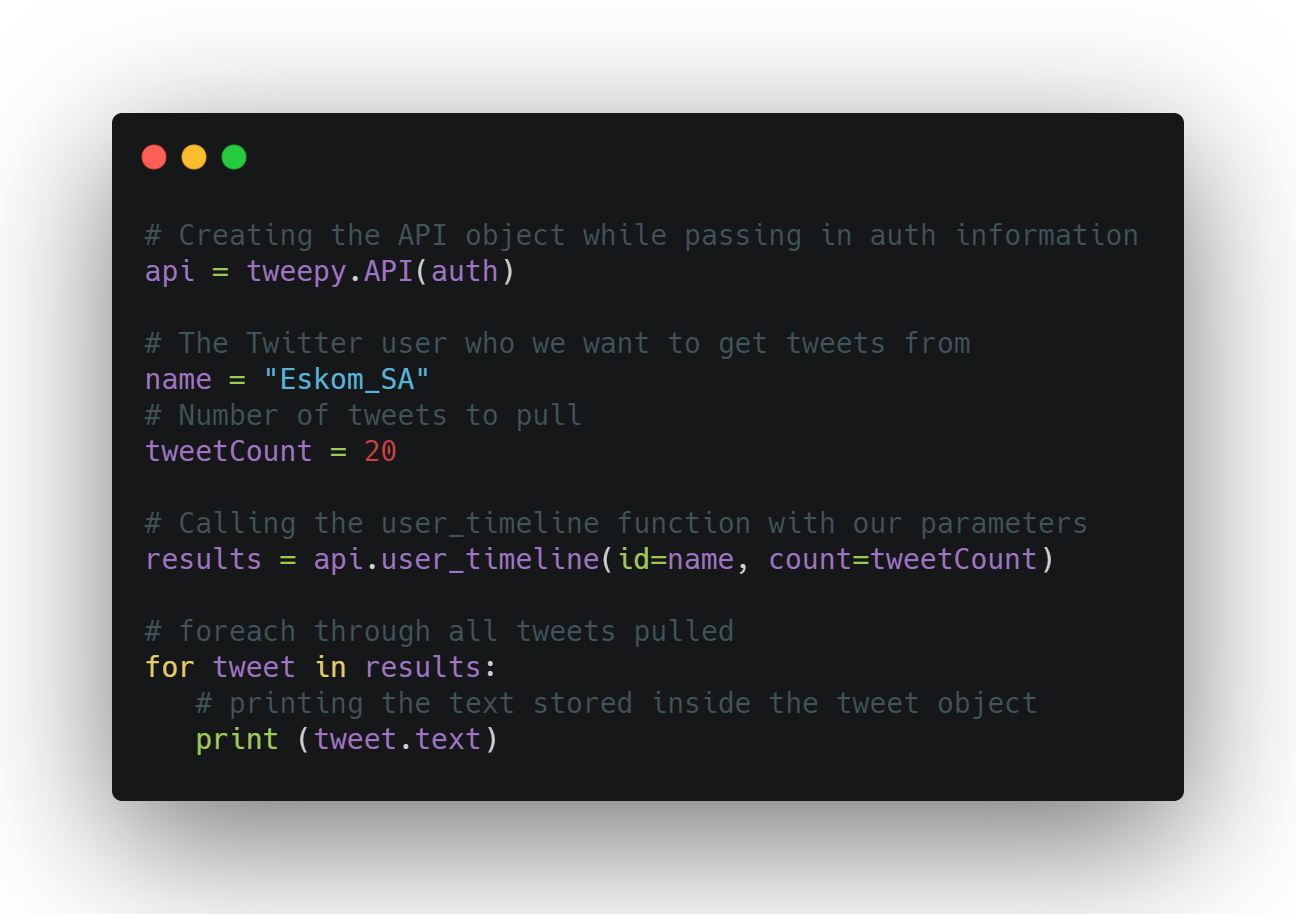 # Creating the API object while passing in auth information
api = tweepy.API(auth)

# The Twitter user who we want to get tweets from
name = "Eskom_SA"
# Number of tweets to pull
tweetCount = 20

# Calling the user_timeline function with our parameters
results = api.user_timeline(id=name, count=tweetCount)

# foreach through all tweets pulled
for tweet in results:
   # printing the text stored inside the tweet object
   print (tweet.text)